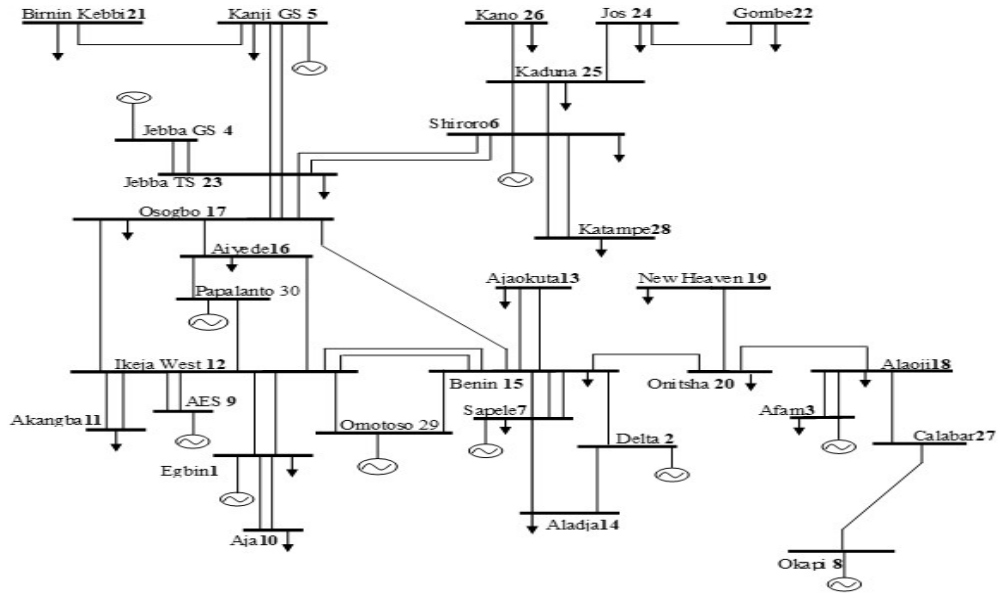 Birnin Kebbi21
Kanji GS 5
Kano 26
Jos 24
Gombe22
Kaduna 25
Jebba GS 4
Shiroro6
Jebba TS 23
Osogbo 17
Katampe28
Aiyede16
Papalanto 30
Ajaokuta13
New Heaven 19
Ikeja West 12
Benin 15
Onitsha 20
Alaoji18
AES 9
Sapele7
Afam3
Akangba11
Omotoso 29
Delta 2
Calabar27
Egbin1
Aladja14
Aja10
Okapi 8